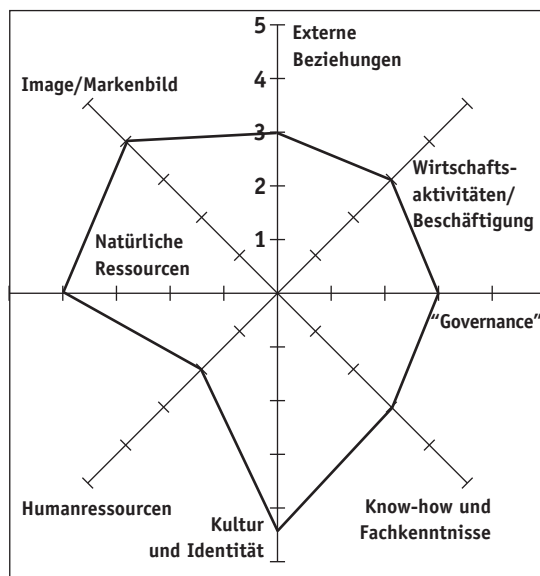 5
Externe
Beziehungen
4
Image/Markenbild
3
Wirtschafts-
aktivitäten/
Beschäftigung
2
Natürliche
Ressourcen
1
“Governance”
Humanressourcen
Kultur
und Identität
Know-how und
Fachkenntnisse